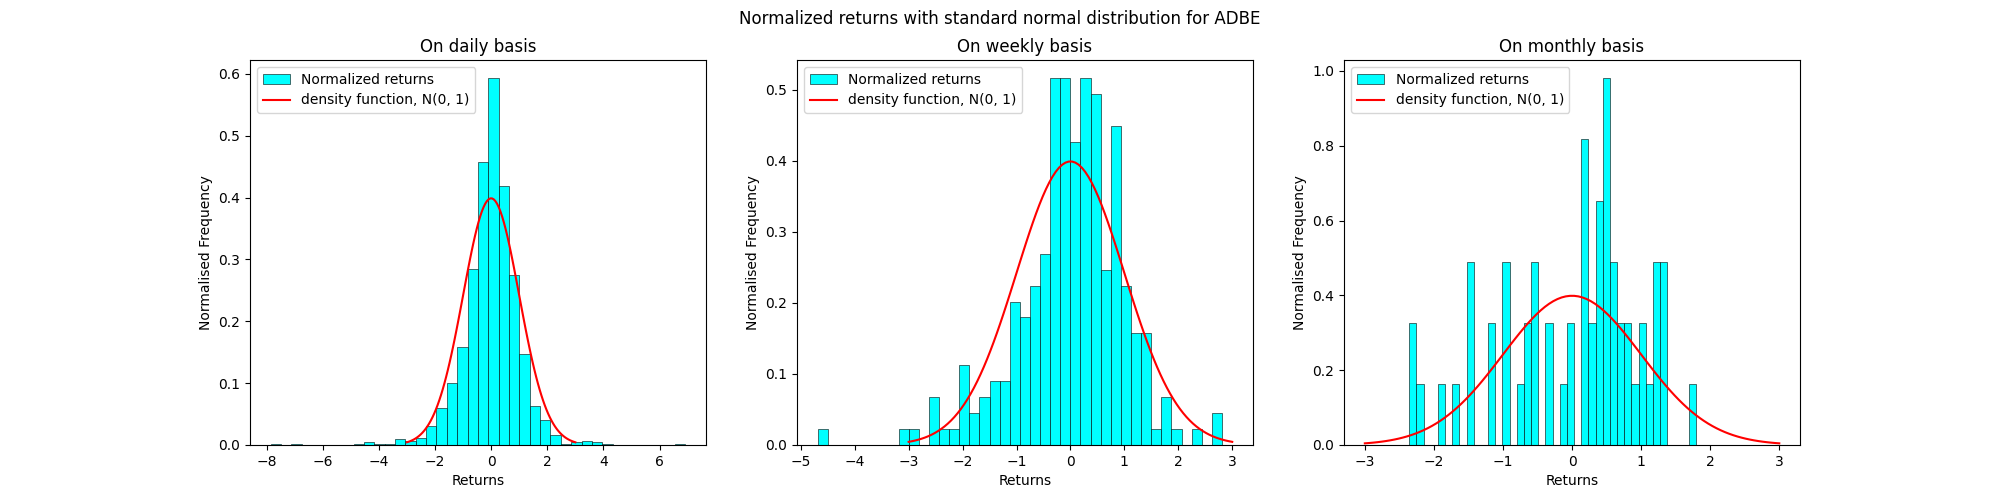 Normalized returns with standard normal distribution for ADBE
On daily basis
Normalized returns
density function, N(0, 1)
Normalised Frequency
0.6
0.5
0.4
0.3
0.2
0.1
0.0
−8
−6
−4
−2
0
2
4
6
Returns
On weekly basis
Normalized returns
density function, N(0, 1)
Normalised Frequency
0.5
0.4
0.3
0.2
0.1
0.0
−5
−4
−3
−2
−1
0
1
2
3
Returns
On monthly basis
Normalized returns
density function, N(0, 1)
Normalised Frequency
1.0
0.8
0.6
0.4
0.2
0.0
−3
−2
−1
0
1
2
3
Returns